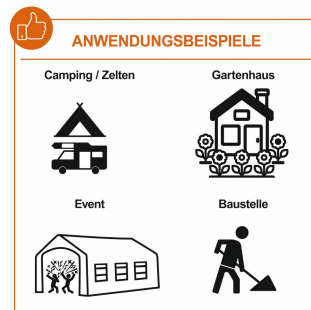 ANWENDUNGSBEISPIELE
Camping / Zelten
Gartenhaus
Event
Baustelle